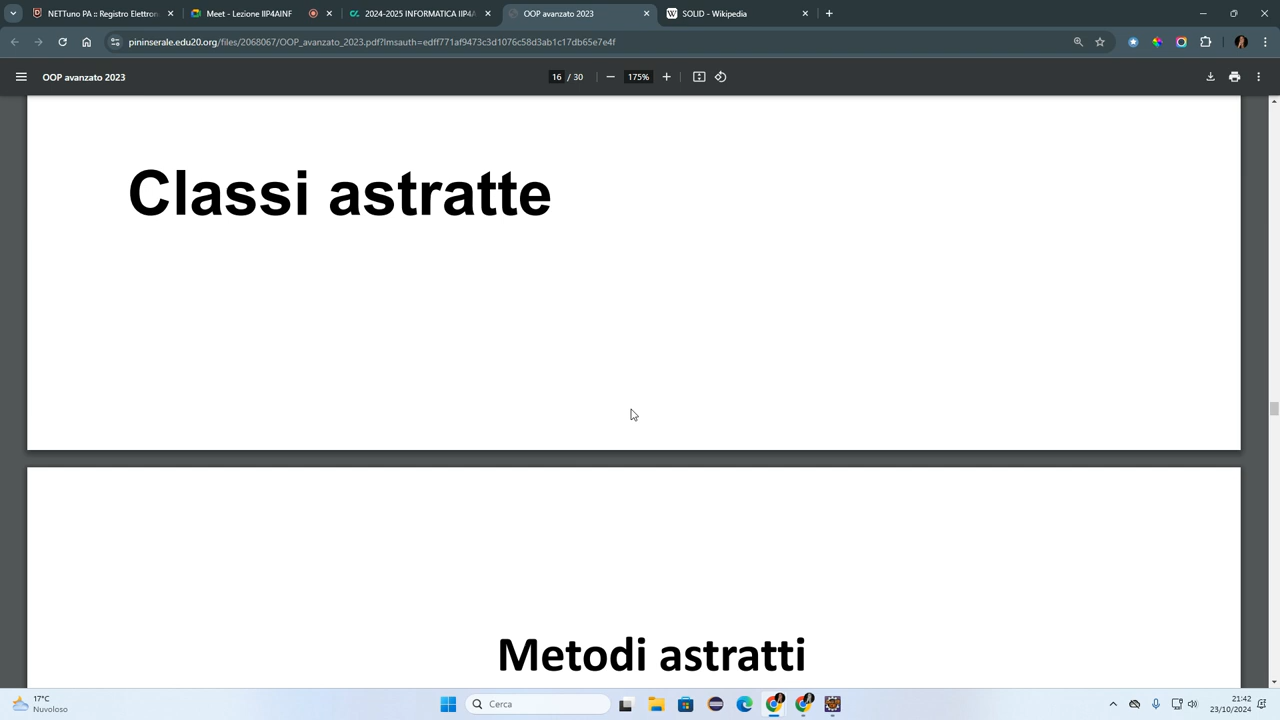 NETTuno PA :: Registro Elettron
Meet - Lezione IIP4AINF
2024-2025 INFORMATICA IIP4A
OOP avanzato 2023
SOLID - Wikipedia
pininserale.edu20.org/files/2068067/OOP_avanzato_2023.pdf?lmsauth=edff771af9473c3d1076c58d3ab1c17db65e7e4f
OOP avanzato 2023
16 / 30
175%
Classi astratte
Metodi astratti
17°C
Nuvoloso
Cerca
21:42
23/10/2024